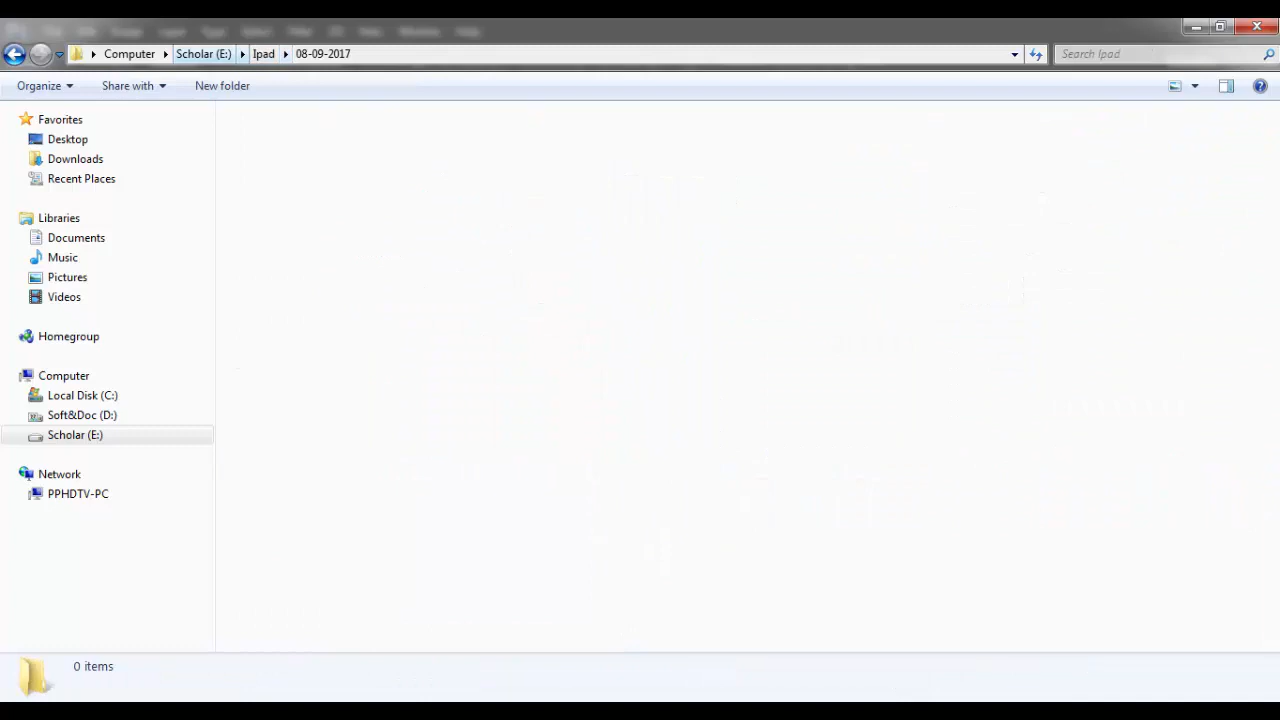 Computer Scholar (E:) Ipad 08-09-2017 Search Ipad
Organize Share with New folder
Favorites
Desktop
Downloads
Recent Places
Libraries
Documents
Music
Pictures
Videos
Homegroup
Computer
Local Disk (C:)
Soft&Doc (D:)
Scholar (E:)
Network
PPHDTV-PC
0 items